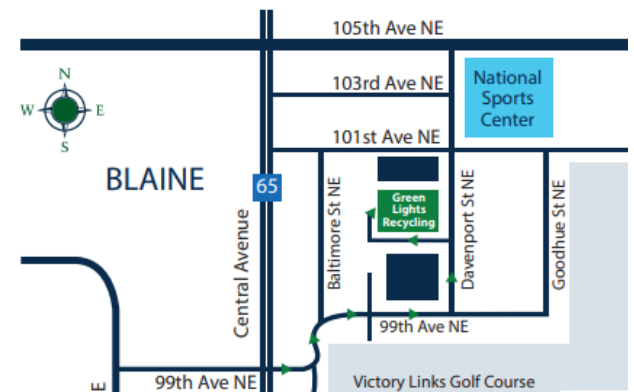 105th Ave NE
N
W
E
S
103rd Ave NE
National
Sports
Center
101st Ave NE
BLAINE
65
Green
Lights
Recycling
Central Avenue
Baltimore St NE
Davenport St NE
Goodhue St NE
99th Ave NE
99th Ave NE
Victory Links Golf Course
E